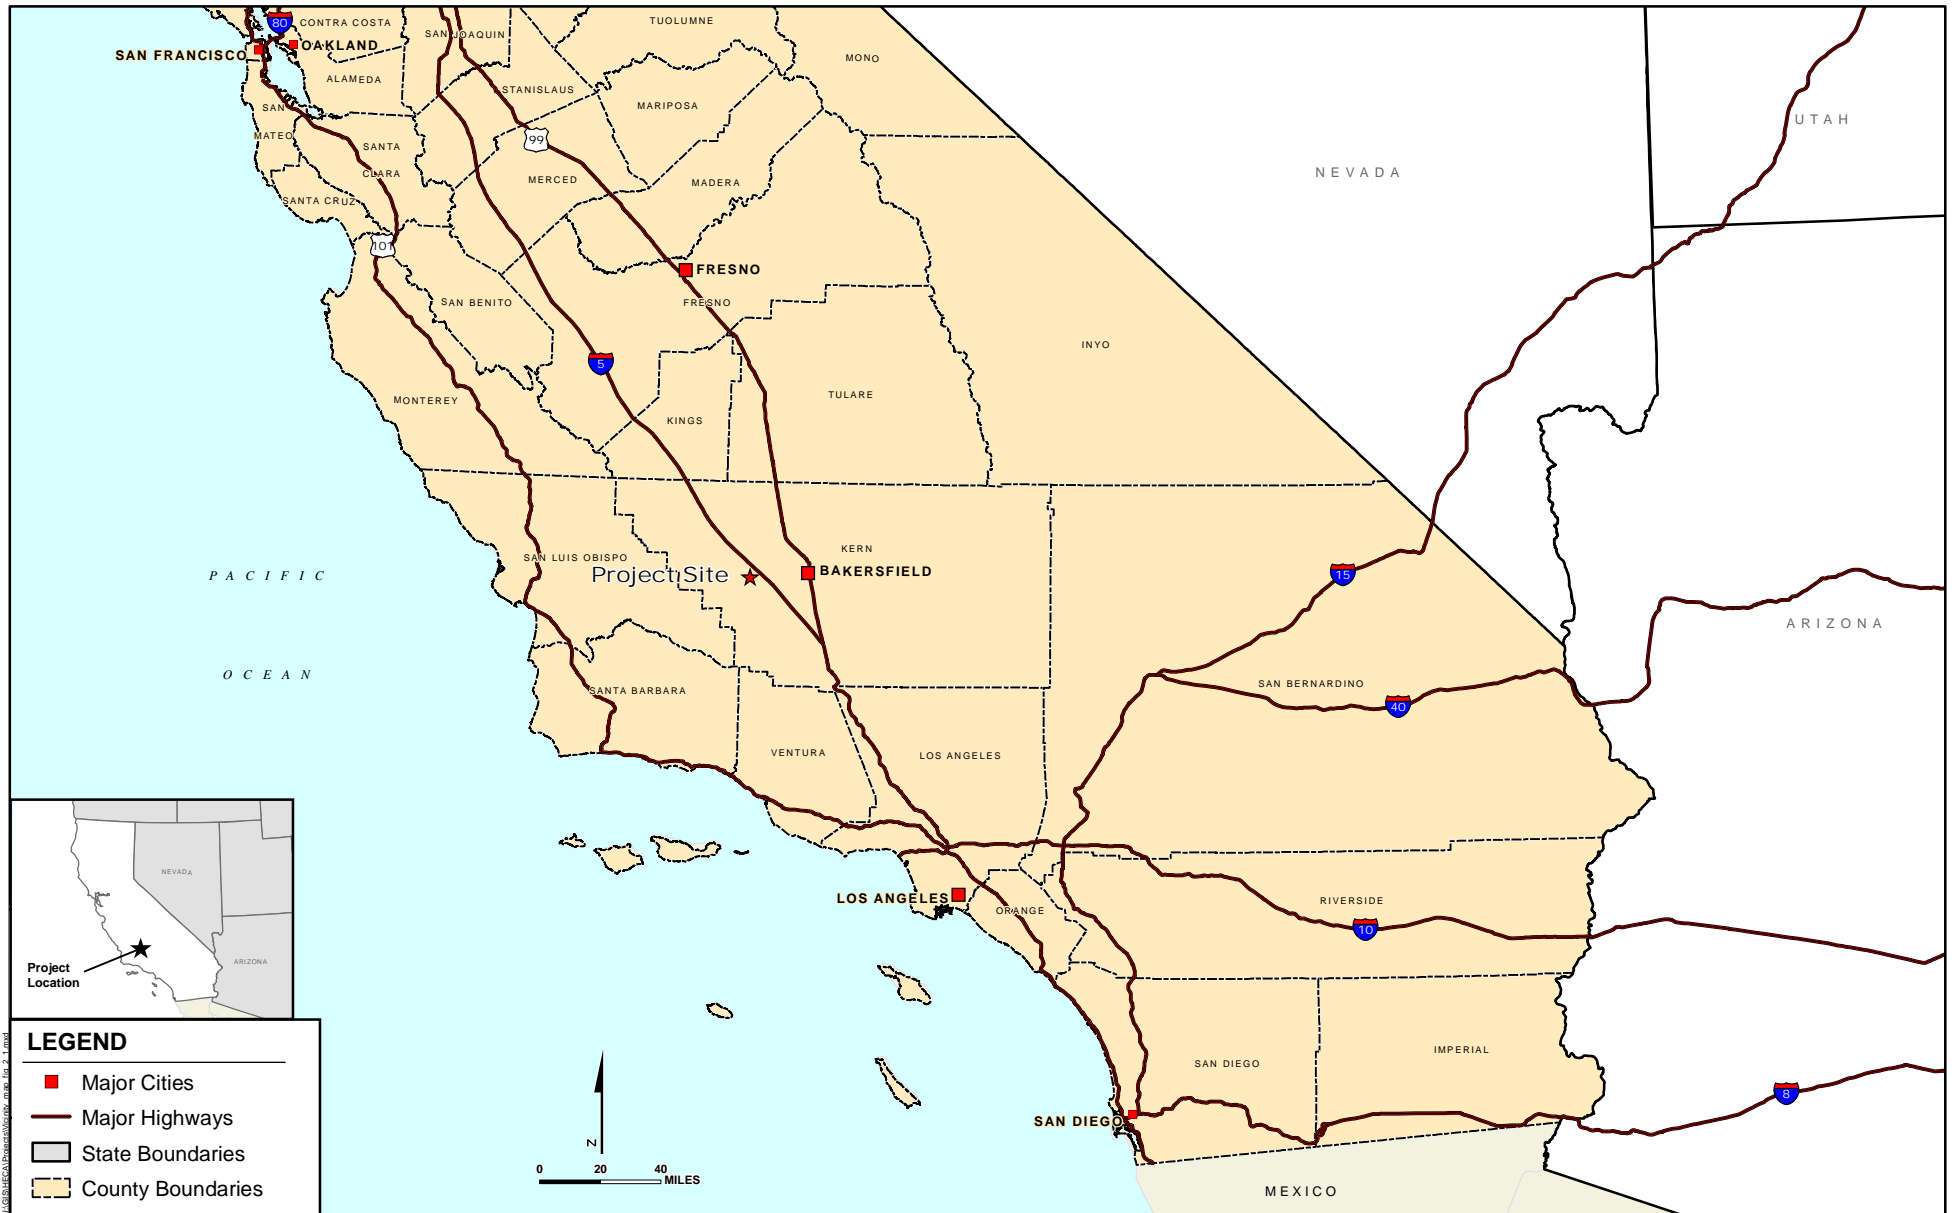 80
CONTRA COSTA
TUOLUMNE
SAN JOAQUIN
SAN FRANCISCO
OAKLAND
MONO
ALAMEDA
STANISLAUS
MARIPOSA
SAN
MATEO
UTAH
99
SANTA
CLARA
NEVADA
MERCED
MADERA
SANTA CRUZ
101
FRESNO
SAN BENITO
FRESNO
INYO
5
MONTEREY
TULARE
KINGS
KERN
SAN LUIS OBISPO
Project Site
BAKERSFIELD
15
PACIFIC
OCEAN
ARIZONA
SANTA BARBARA
SAN BERNARDINO
40
VENTURA
LOS ANGELES
LOS ANGELES
ORANGE
RIVERSIDE
10
NEVADA
ARIZONA
Project
Location
SAN DIEGO
IMPERIAL
8
SAN DIEGO
MEXICO
LEGEND
Major Cities
Major Highways
State Boundaries
County Boundaries
N
0 20 40
MILES